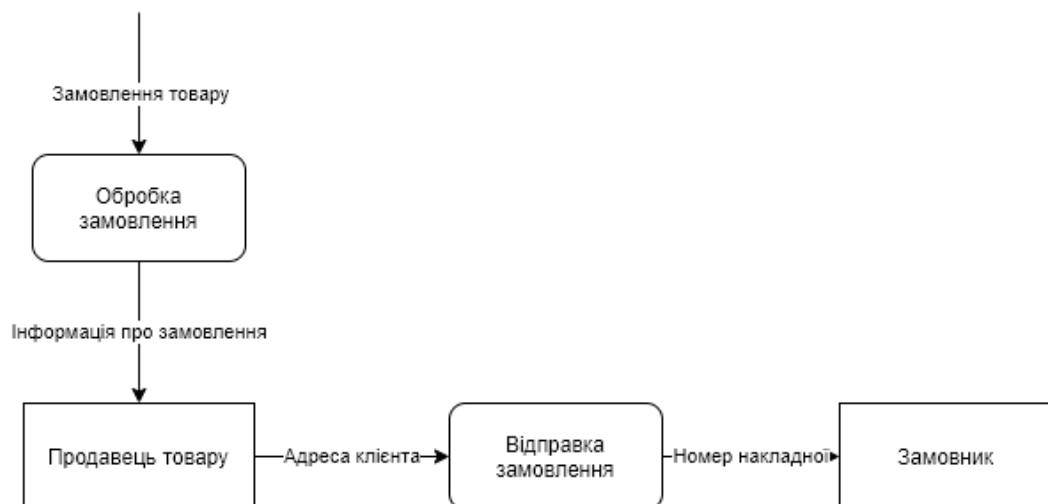 Замовлення товару
Обробка
замовлення
Інформація про замовлення
Продавець товару
Адреса клієнта
Відправка
замовлення
Номер накладної
Замовник